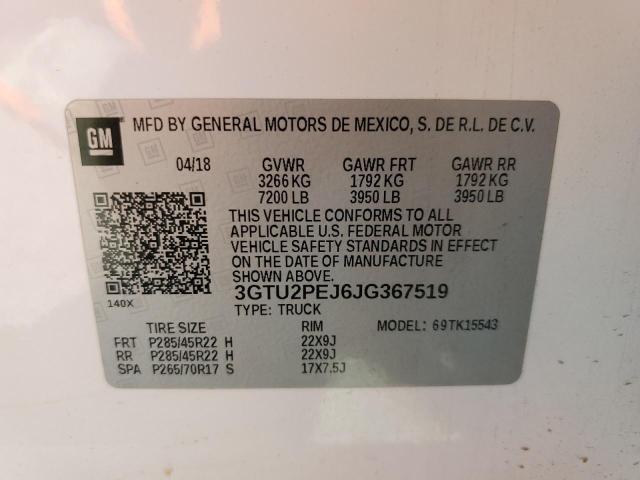 GM
MFD BY GENERAL MOTORS DE MEXICO, S. DE R.L. DE C.V.
04/18 GVWR GAWR FRT GAWR RR
3266 KG 1792 KG 1792 KG
7200 LB 3950 LB 3950 LB
THIS VEHICLE CONFORMS TO ALL
APPLICABLE U.S. FEDERAL MOTOR
VEHICLE SAFETY STANDARDS IN EFFECT
ON THE DATE OF MANUFACTURE
SHOWN ABOVE.
140X 3GTU2PEJ6JG367519
TYPE: TRUCK
TIRE SIZE RIM MODEL: 69TK15543
FRT P285/45R22 H 22X9J
RR P285/45R22 H 22X9J
SPA P265/70R17 S 17X7.5J